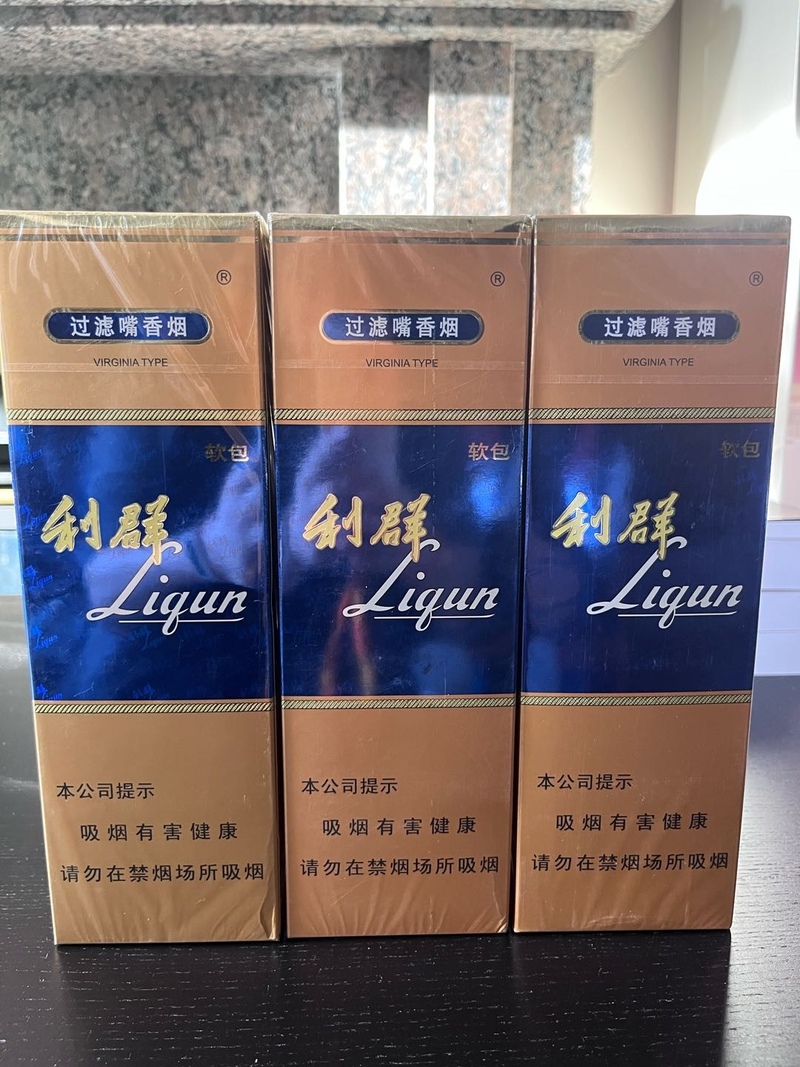 ®
过滤嘴香烟
VIRGINIA TYPE
软包
利群
Liqun
本公司提示
吸烟有害健康
请勿在禁烟场所吸烟
®
过滤嘴香烟
VIRGINIA TYPE
软包
利群
Liqun
本公司提示
吸烟有害健康
请勿在禁烟场所吸烟
®
过滤嘴香烟
VIRGINIA TYPE
软包
利群
Liqun
本公司提示
吸烟有害健康
请勿在禁烟场所吸烟